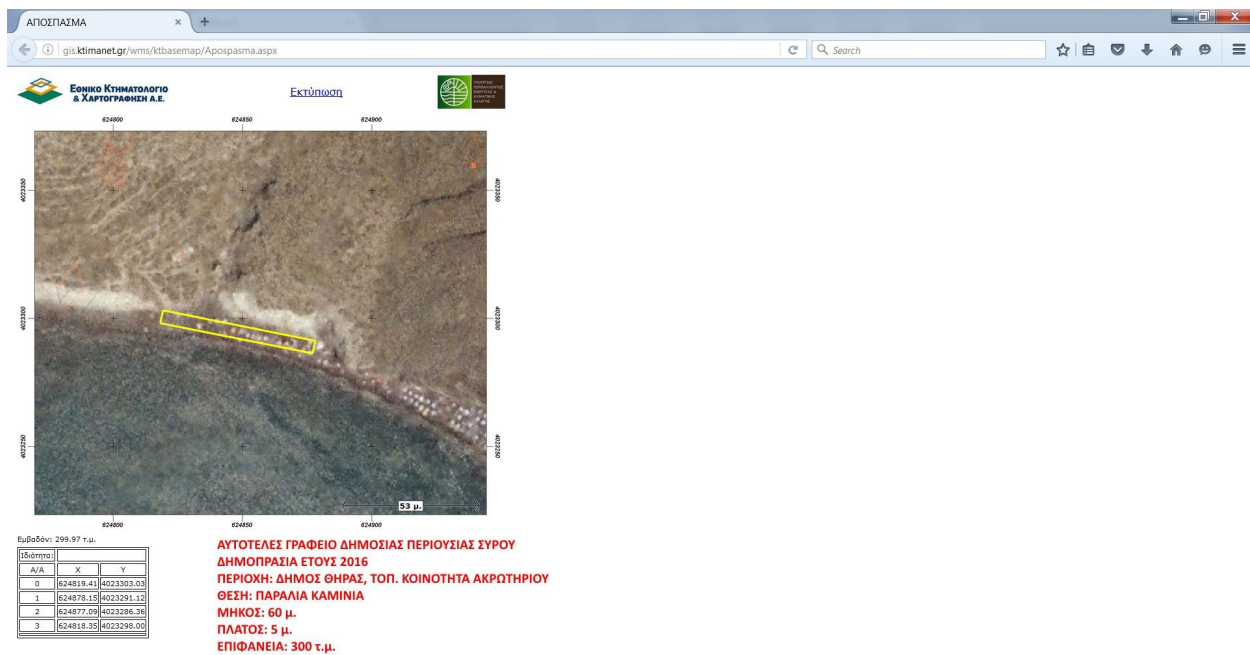 ΑΠΟΣΠΑΣΜΑ
gis.ktimanet.gr/wms/ktbasemap/Apospasma.aspx
Search
ΕΘΝΙΚΟ ΚΤΗΜΑΤΟΛΟΓΙΟ
& ΧΑΡΤΟΓΡΑΦΗΣΗ Α.Ε.
Εκτύπωση
624800 624850 624900
4023350 4023350
4023300 4023300
4023250 4023250
53 μ.
624800 624850 624900
Εμβαδόν: 299.97 τ.μ.
Ιδιότητα:
Α/Α X Y
0 624819.41 4023303.03
1 624878.15 4023291.12
2 624877.09 4023286.36
3 624818.35 4023298.00
ΑΥΤΟΤΕΛΕΣ ΓΡΑΦΕΙΟ ΔΗΜΟΣΙΑΣ ΠΕΡΙΟΥΣΙΑΣ ΣΥΡΟΥ
ΔΗΜΟΠΡΑΣΙΑ ΕΤΟΥΣ 2016
ΠΕΡΙΟΧΗ: ΔΗΜΟΣ ΘΗΡΑΣ, ΤΟΠ. ΚΟΙΝΟΤΗΤΑ ΑΚΡΩΤΗΡΙΟΥ
ΘΕΣΗ: ΠΑΡΑΛΙΑ ΚΑΜΙΝΙΑ
ΜΗΚΟΣ: 60 μ.
ΠΛΑΤΟΣ: 5 μ.
ΕΠΙΦΑΝΕΙΑ: 300 τ.μ.